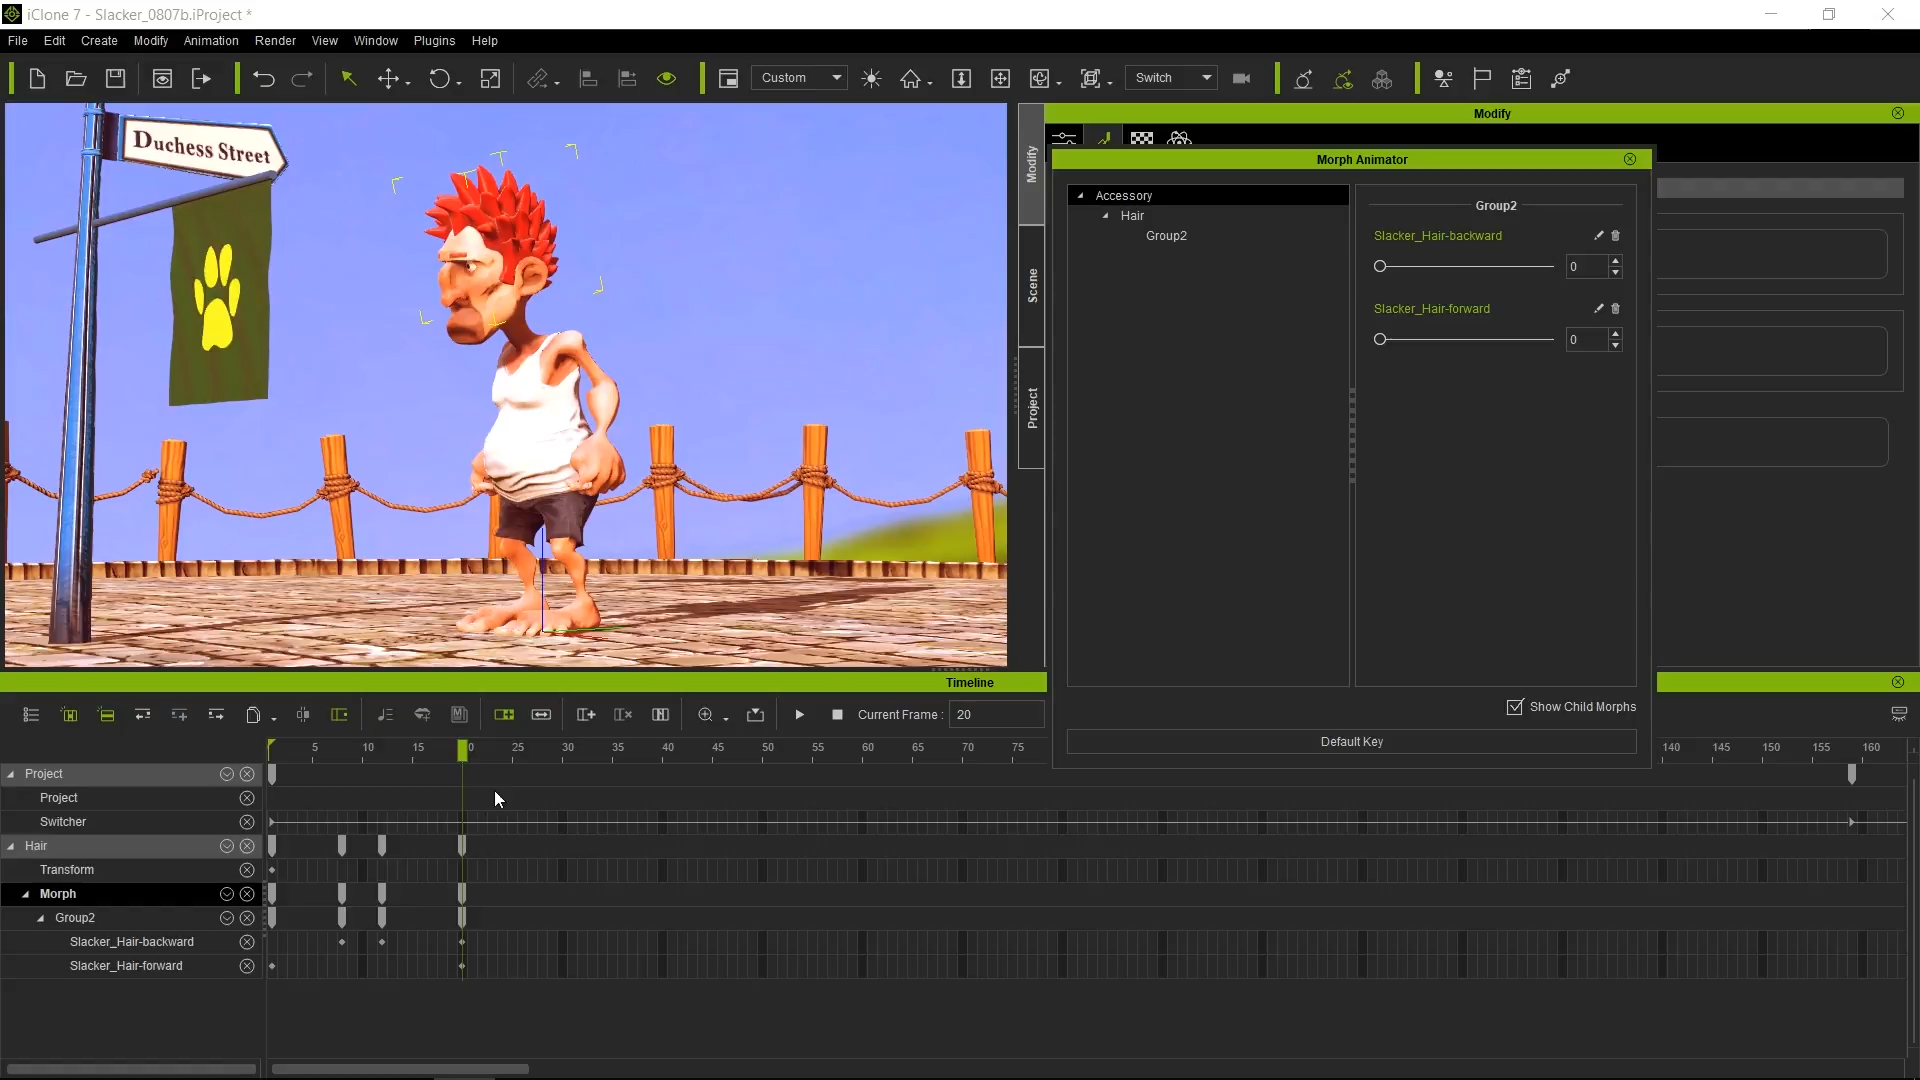 iClone 7 - Slacker_0807b.iProject *
File Edit Create Modify Animation Render View Window Plugins Help
Custom
Switch
Duchess Street
Modify
Scene
Project
Modify
Morph Animator
Accessory
Hair
Group2
Group2
Slacker_Hair-backward
0
Slacker_Hair-forward
0
Show Child Morphs
Default Key
Timeline
Current Frame : 20
5 10 15 0 25 30 35 40 45 50 55 60 65 70 75 140 145 150 155 160
Project
Project
Switcher
Hair
Transform
Morph
Group2
Slacker_Hair-backward
Slacker_Hair-forward